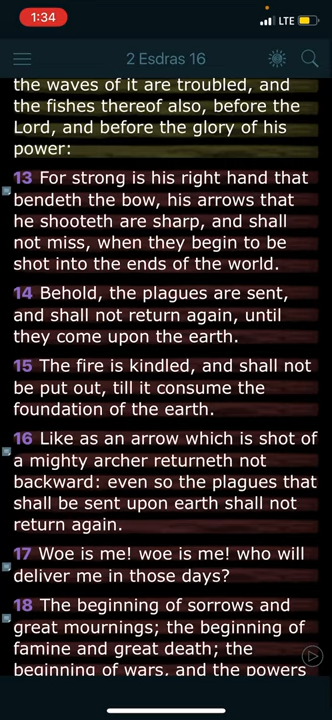 1:34
LTE
2 Esdras 16
the waves of it are troubled, and
the fishes thereof also, before the
Lord, and before the glory of his
power:
13 For strong is his right hand that
bendeth the bow, his arrows that
he shooteth are sharp, and shall
not miss, when they begin to be
shot into the ends of the world.
14 Behold, the plagues are sent,
and shall not return again, until
they come upon the earth.
15 The fire is kindled, and shall not
be put out, till it consume the
foundation of the earth.
16 Like as an arrow which is shot of
a mighty archer returneth not
backward: even so the plagues that
shall be sent upon earth shall not
return again.
17 Woe is me! woe is me! who will
deliver me in those days?
18 The beginning of sorrows and
great mournings; the beginning of
famine and great death; the
beginning of wars, and the powers